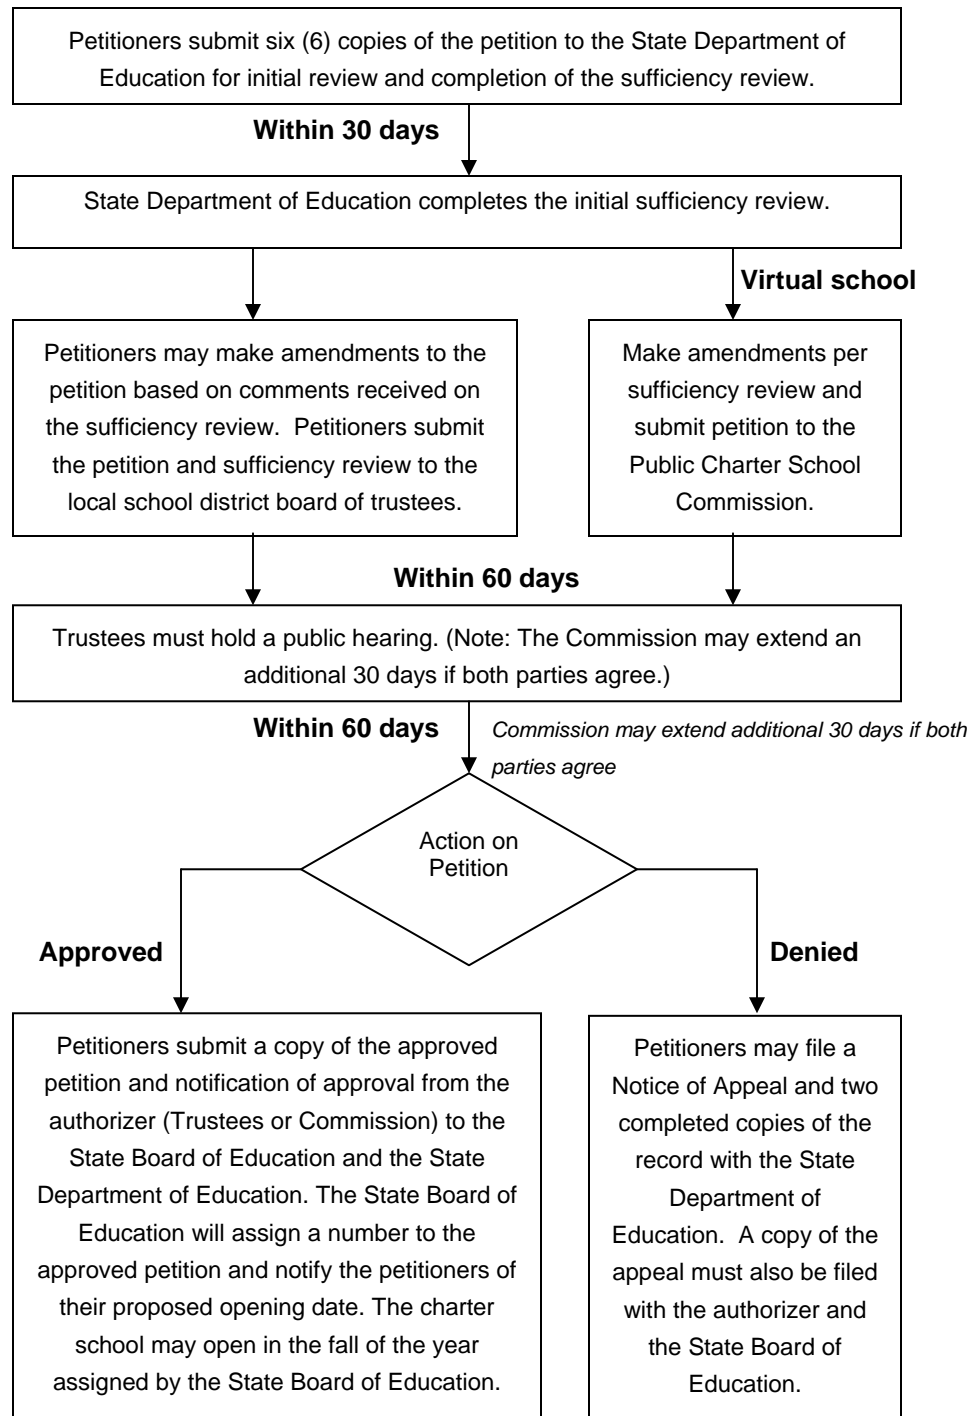 Petitioners submit six (6) copies of the petition to the State Department of
Education for initial review and completion of the sufficiency review.
Within 30 days
State Department of Education completes the initial sufficiency review.
Virtual school
Petitioners may make amendments to the
petition based on comments received on
the sufficiency review.  Petitioners submit
the petition and sufficiency review to the
local school district board of trustees.
Make amendments per
sufficiency review and
submit petition to the
Public Charter School
Commission.
Within 60 days
Trustees must hold a public hearing. (Note: The Commission may extend an
additional 30 days if both parties agree.)
Within 60 days
Commission may extend additional 30 days if both
parties agree
Action on
Petition
Approved
Denied
Petitioners submit a copy of the approved
petition and notification of approval from the
authorizer (Trustees or Commission) to the
State Board of Education and the State
Department of Education. The State Board of
Education will assign a number to the
approved petition and notify the petitioners of
their proposed opening date. The charter
school may open in the fall of the year
assigned by the State Board of Education.
Petitioners may file a
Notice of Appeal and two
completed copies of the
record with the State
Department of
Education.  A copy of the
appeal must also be filed
with the authorizer and
the State Board of
Education.